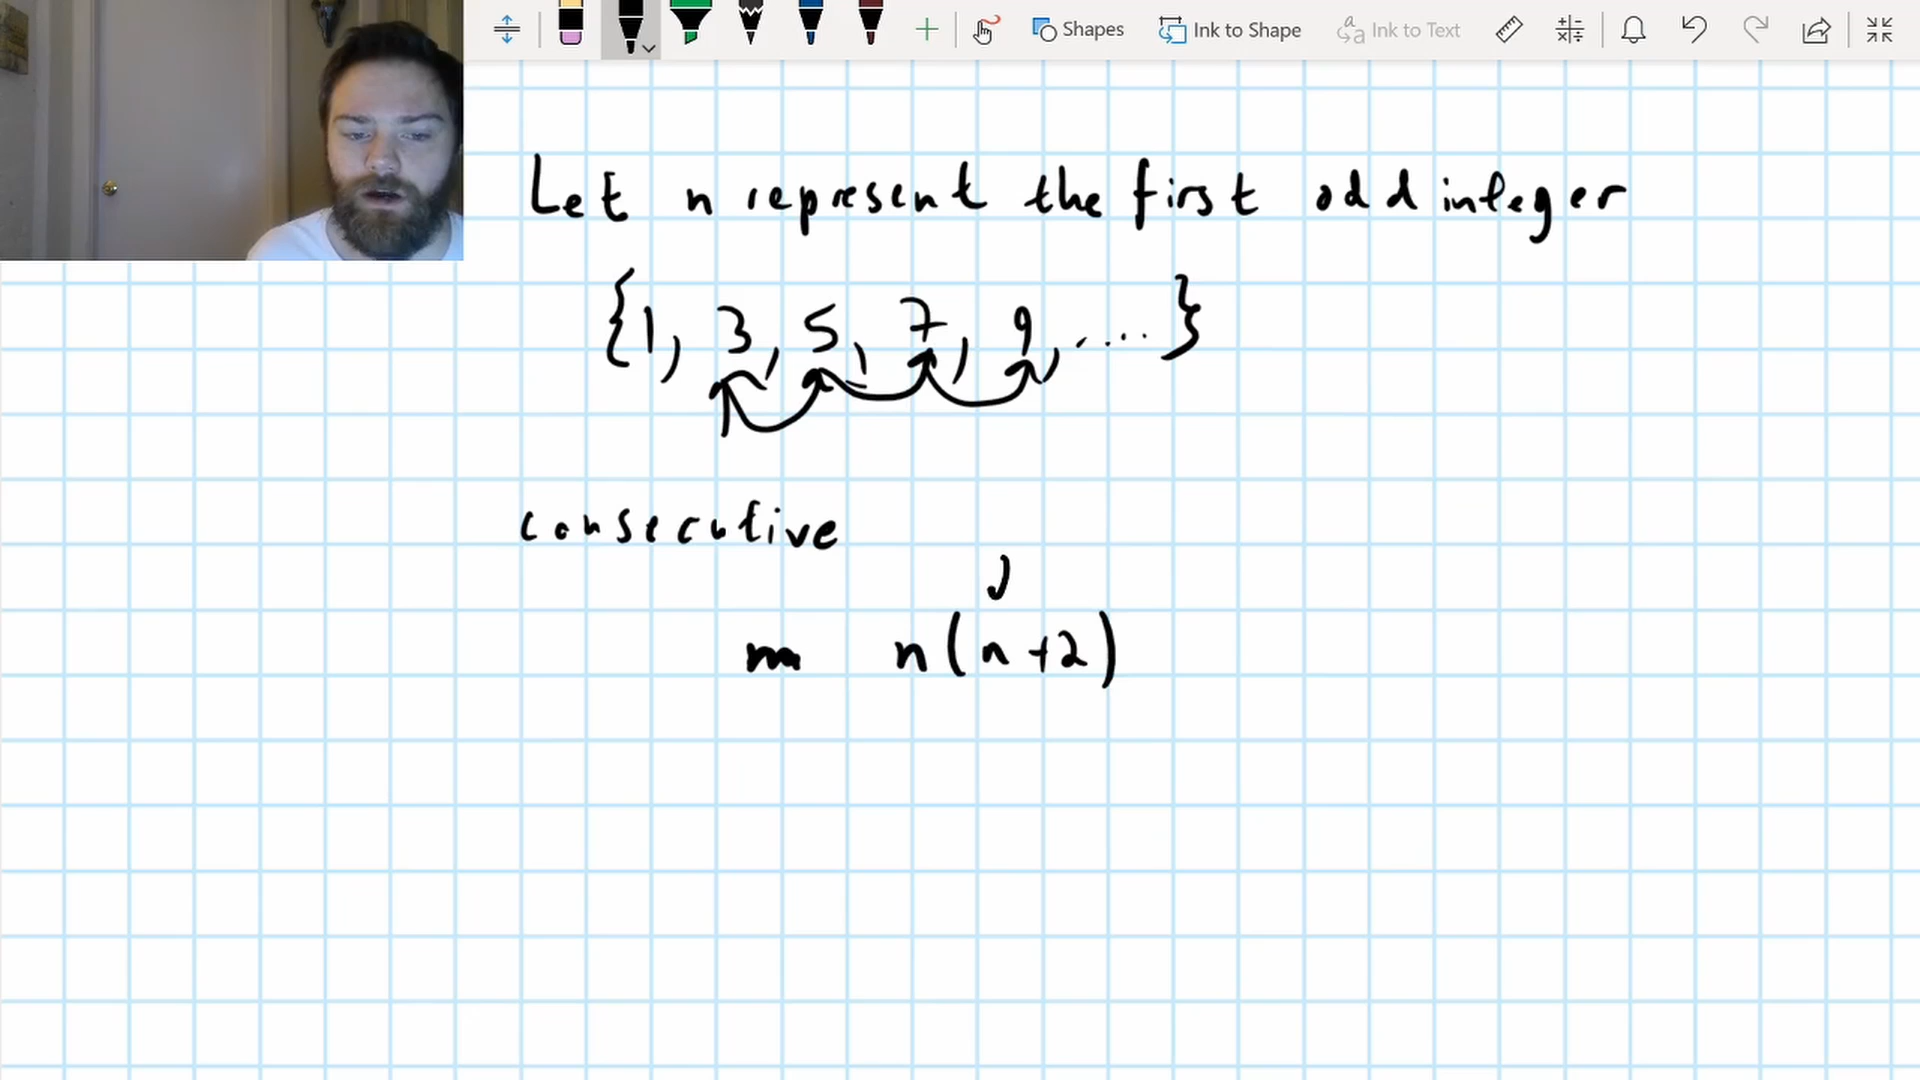 Shapes Ink to Shape Ink to Text
Let n represent the first odd integer
{1, 3, 5, 7, 9, ....}
consecutive
n(n+2)